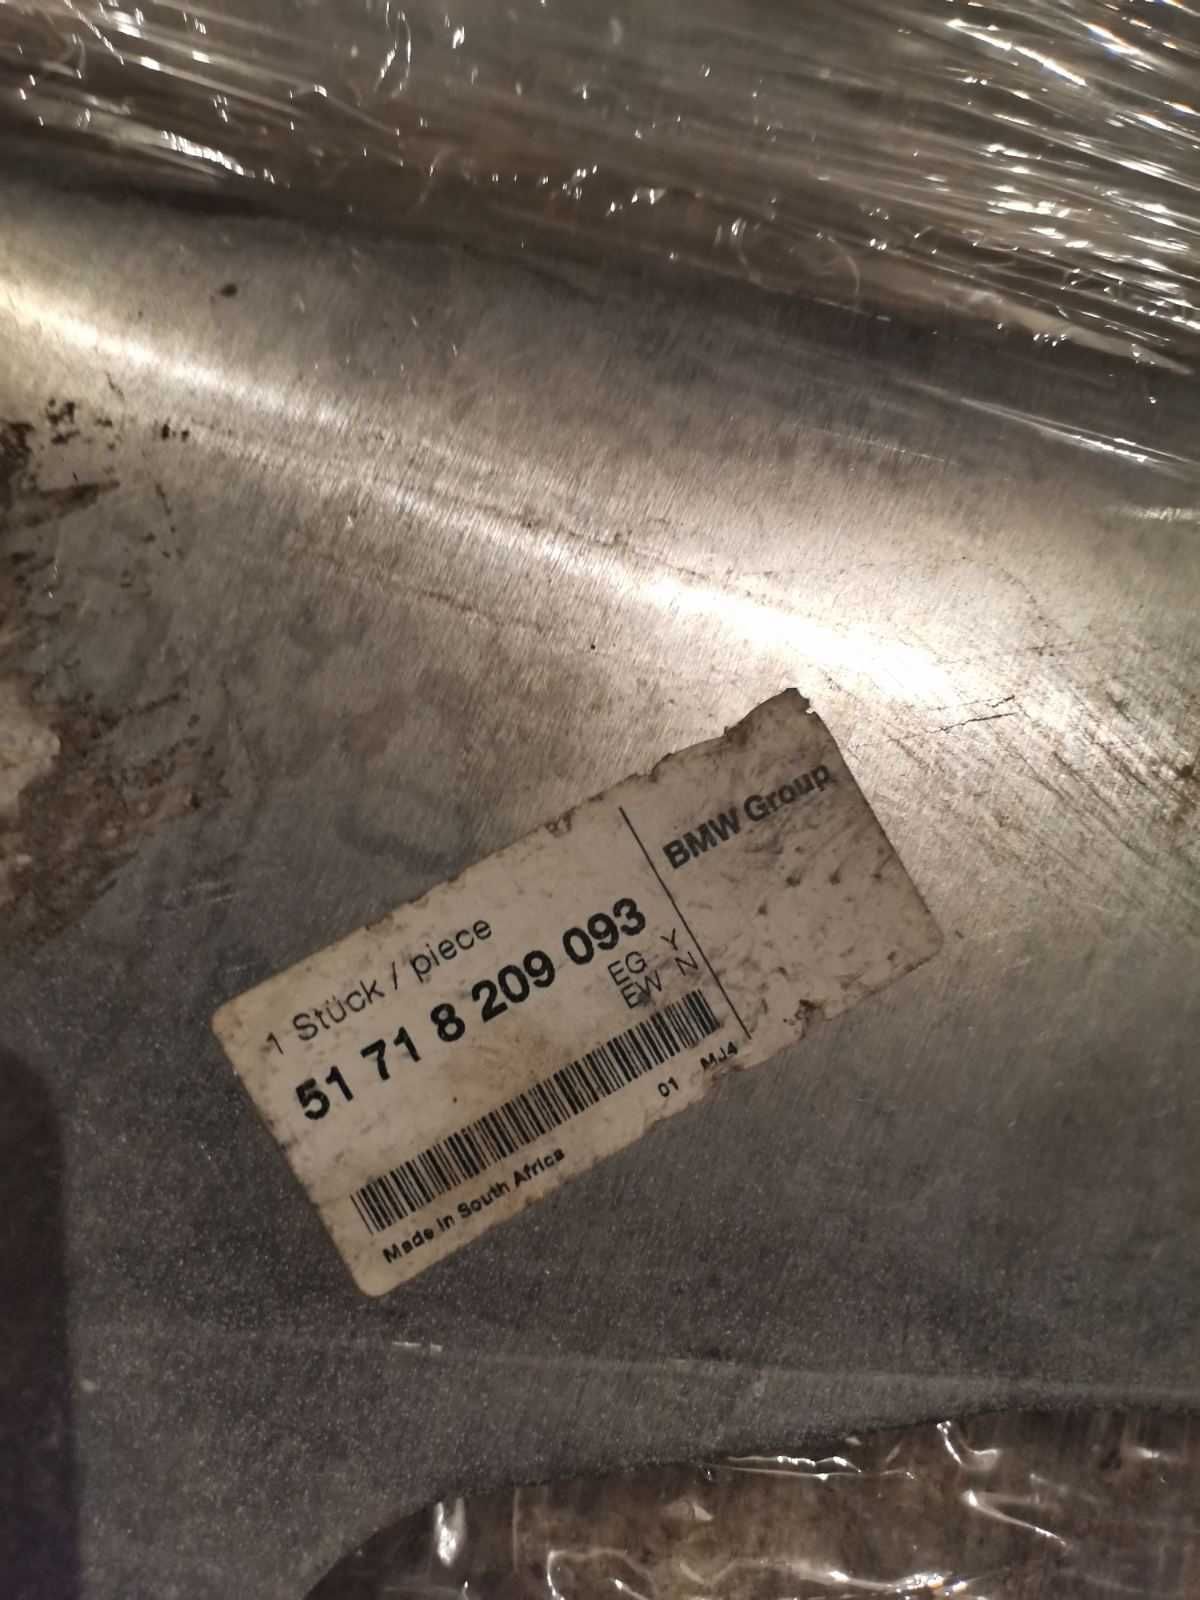 BMW Group
1 Stück / piece
51 71 8 209 093
EG Y
EW N
01 MJ4
Made in South Africa